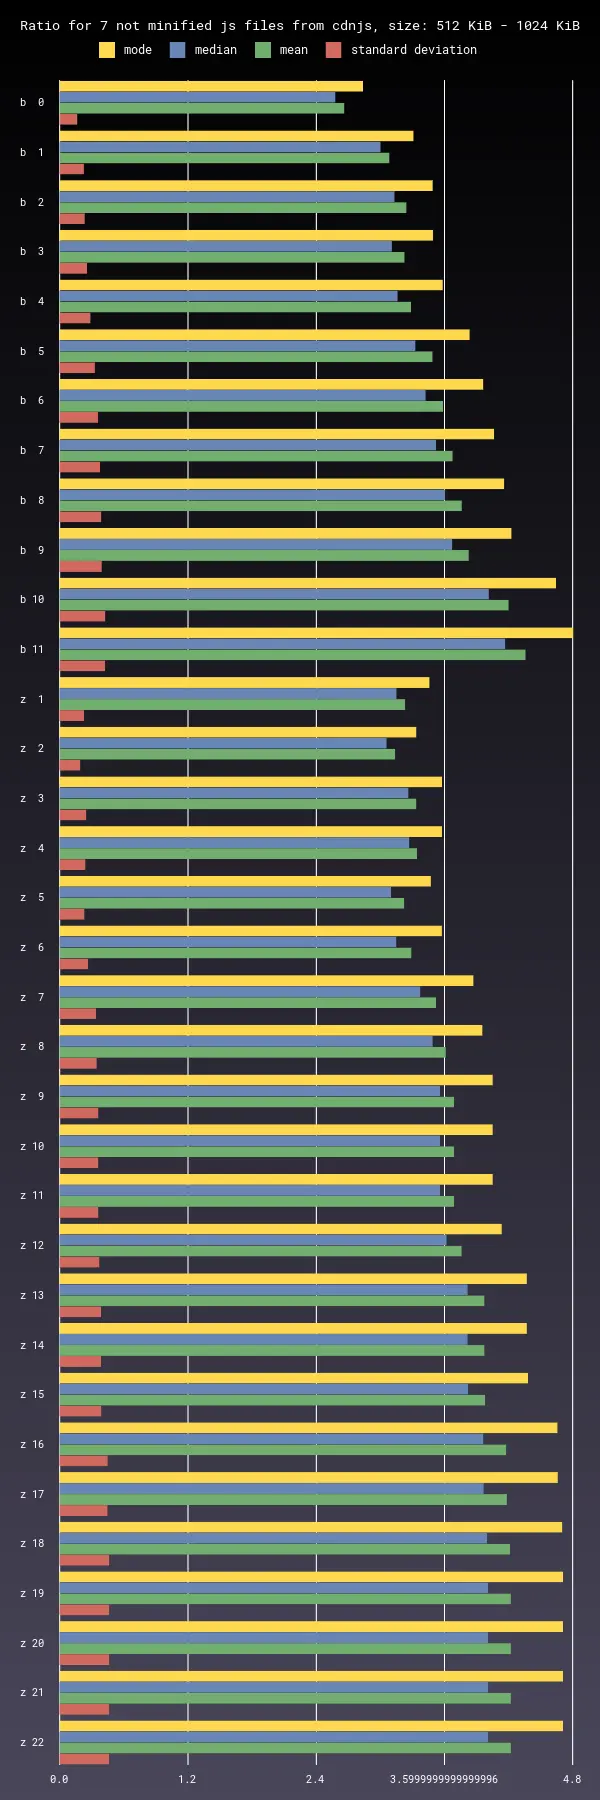 Ratio for 7 not minified js files from cdnjs, size: 512 KiB - 1024 KiB
mode median mean standard deviation
b 0
b 1
b 2
b 3
b 4
b 5
b 6
b 7
b 8
b 9
b 10
b 11
z 1
z 2
z 3
z 4
z 5
z 6
z 7
z 8
z 9
z 10
z 11
z 12
z 13
z 14
z 15
z 16
z 17
z 18
z 19
z 20
z 21
z 22
0.0 1.2 2.4 3.5999999999999996 4.8